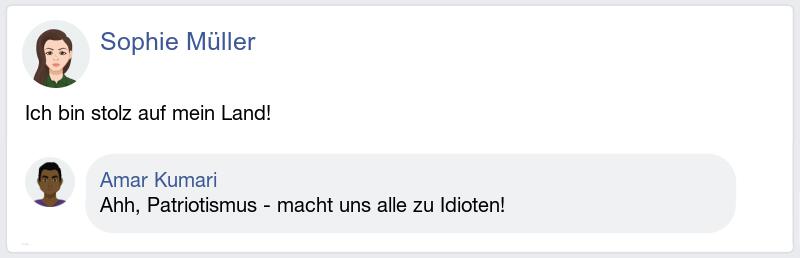 Sophie Müller
Ich bin stolz auf mein Land!
Amar Kumari
Ahh, Patriotismus - macht uns alle zu Idioten!